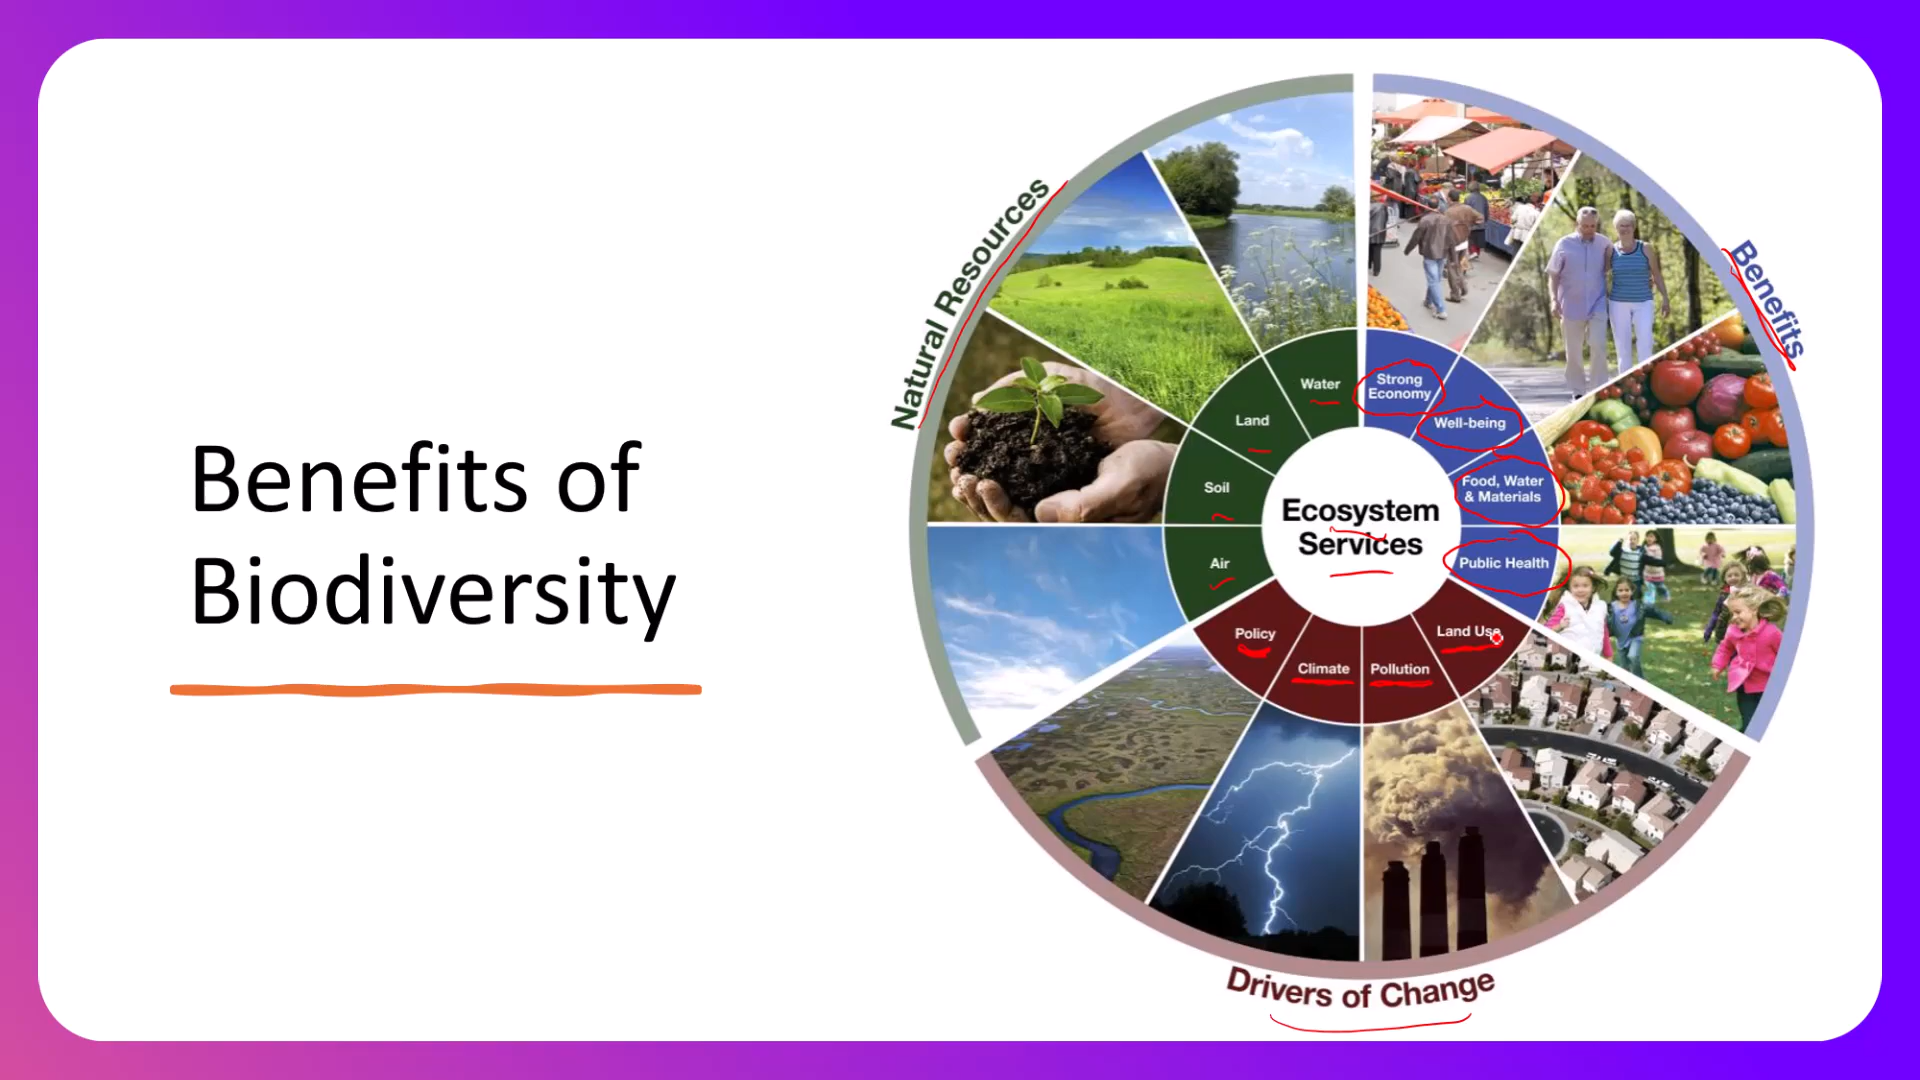 Benefits of
Biodiversity
Natural Resources
Benefits
Drivers of Change
Ecosystem
Services
Water
Land
Soil
Air
Strong
Economy
Well-being
Food, Water
& Materials
Public Health
Policy
Climate
Pollution
Land Use